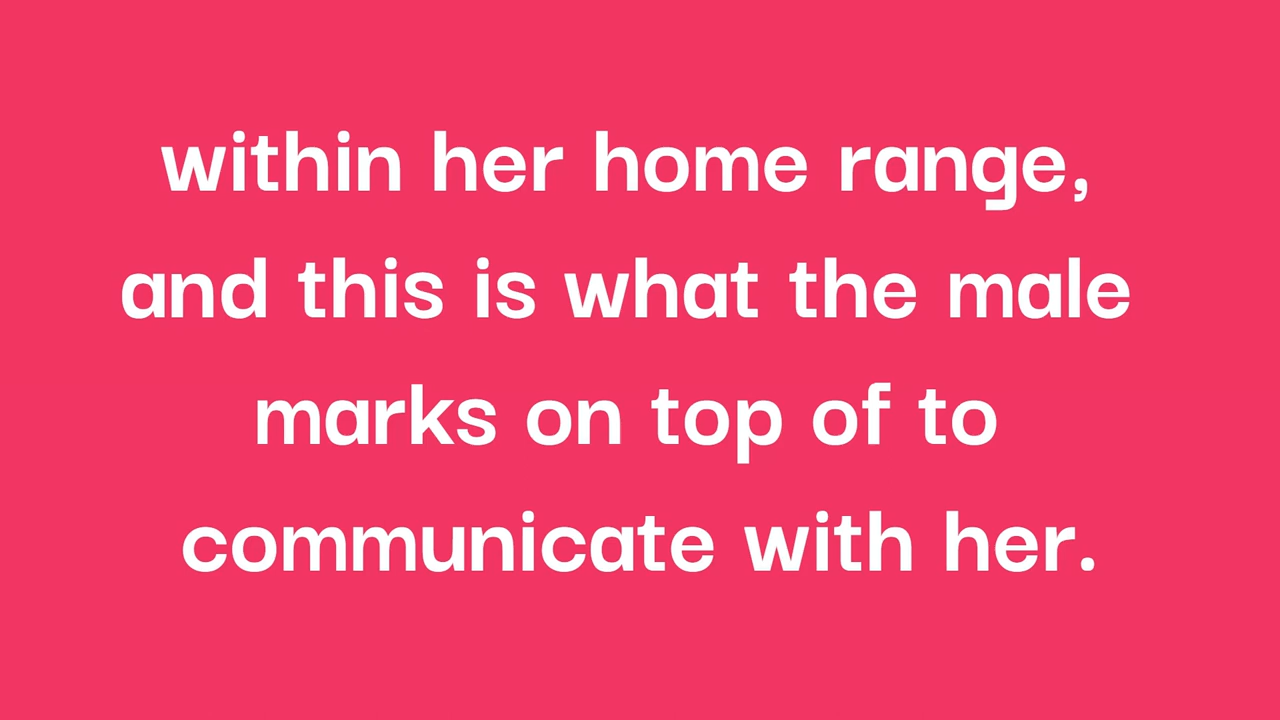 within her home range,
and this is what the male
marks on top of to
communicate with her.